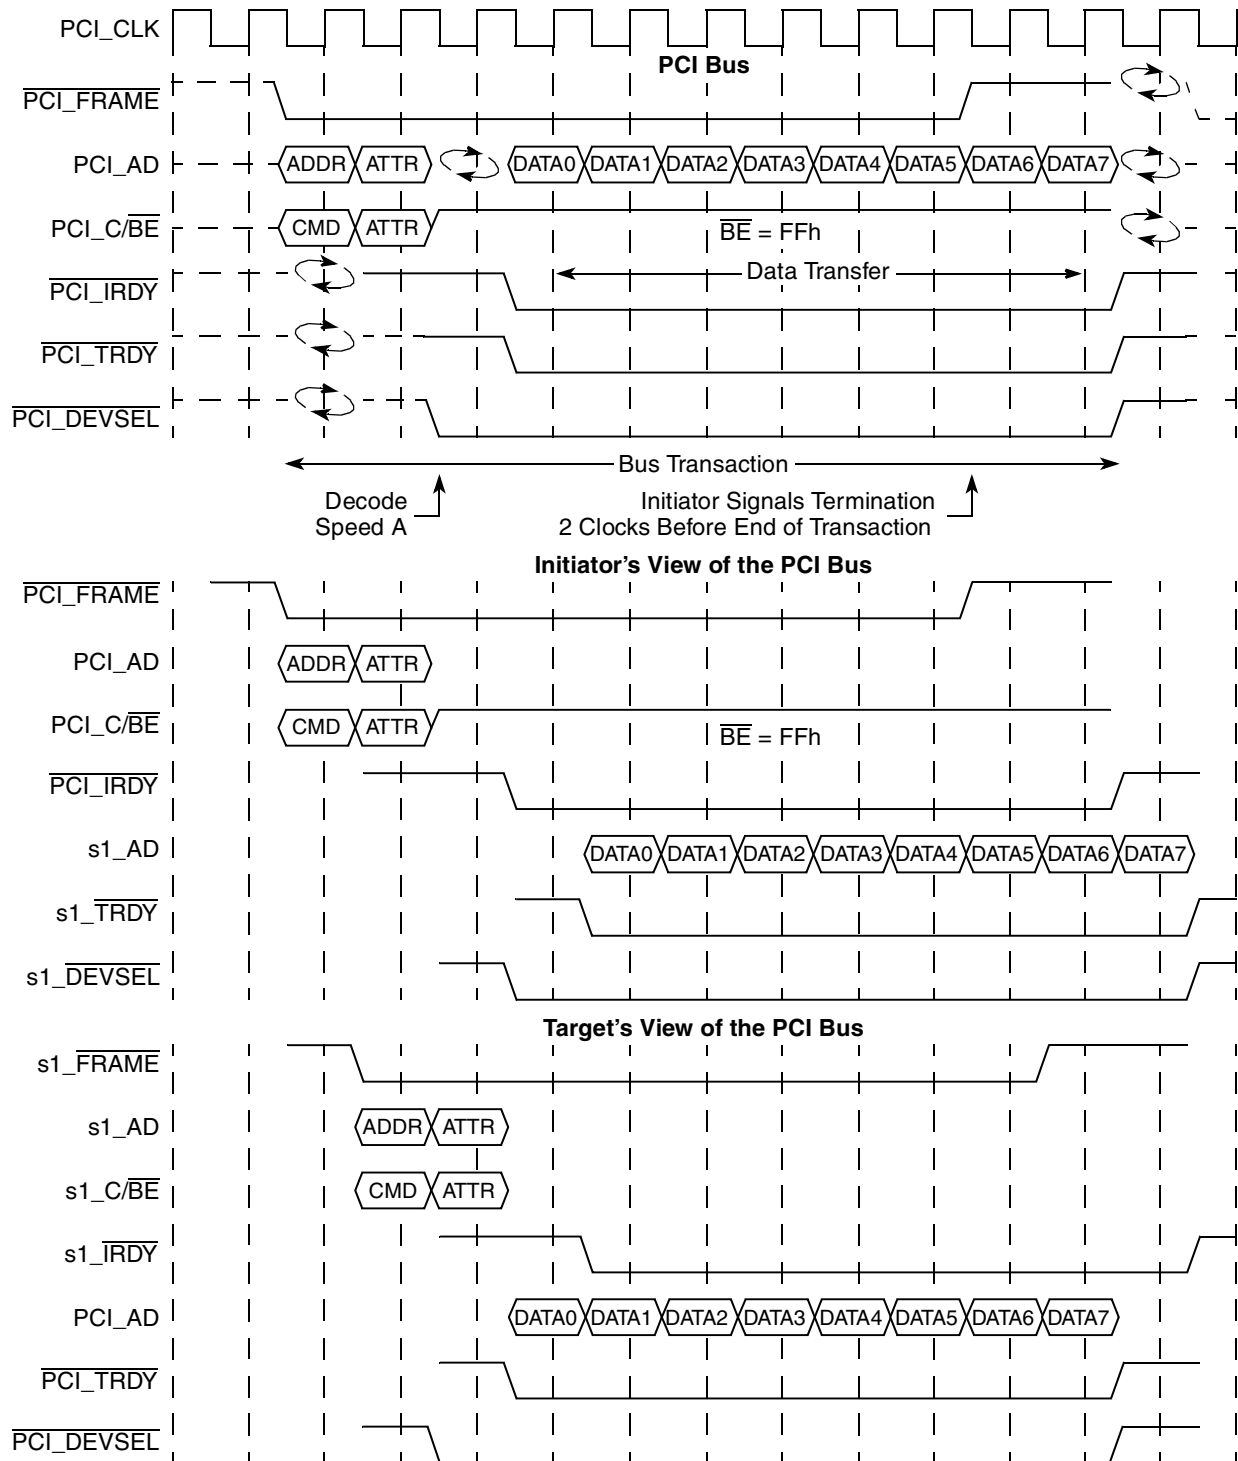 PCI_CLK
PCI Bus
PCI_FRAME
PCI_AD ADDR ATTR DATA0 DATA1 DATA2 DATA3 DATA4 DATA5 DATA6 DATA7
PCI_C/BE CMD ATTR BE = FFh
PCI_IRDY Data Transfer
PCI_TRDY
PCI_DEVSEL
Bus Transaction
Decode Speed A
Initiator Signals Termination
2 Clocks Before End of Transaction
Initiator's View of the PCI Bus
PCI_FRAME
PCI_AD ADDR ATTR
PCI_C/BE CMD ATTR BE = FFh
PCI_IRDY
s1_AD DATA0 DATA1 DATA2 DATA3 DATA4 DATA5 DATA6 DATA7
s1_TRDY
s1_DEVSEL
Target's View of the PCI Bus
s1_FRAME
s1_AD ADDR ATTR
s1_C/BE CMD ATTR
s1_IRDY
PCI_AD DATA0 DATA1 DATA2 DATA3 DATA4 DATA5 DATA6 DATA7
PCI_TRDY
PCI_DEVSEL